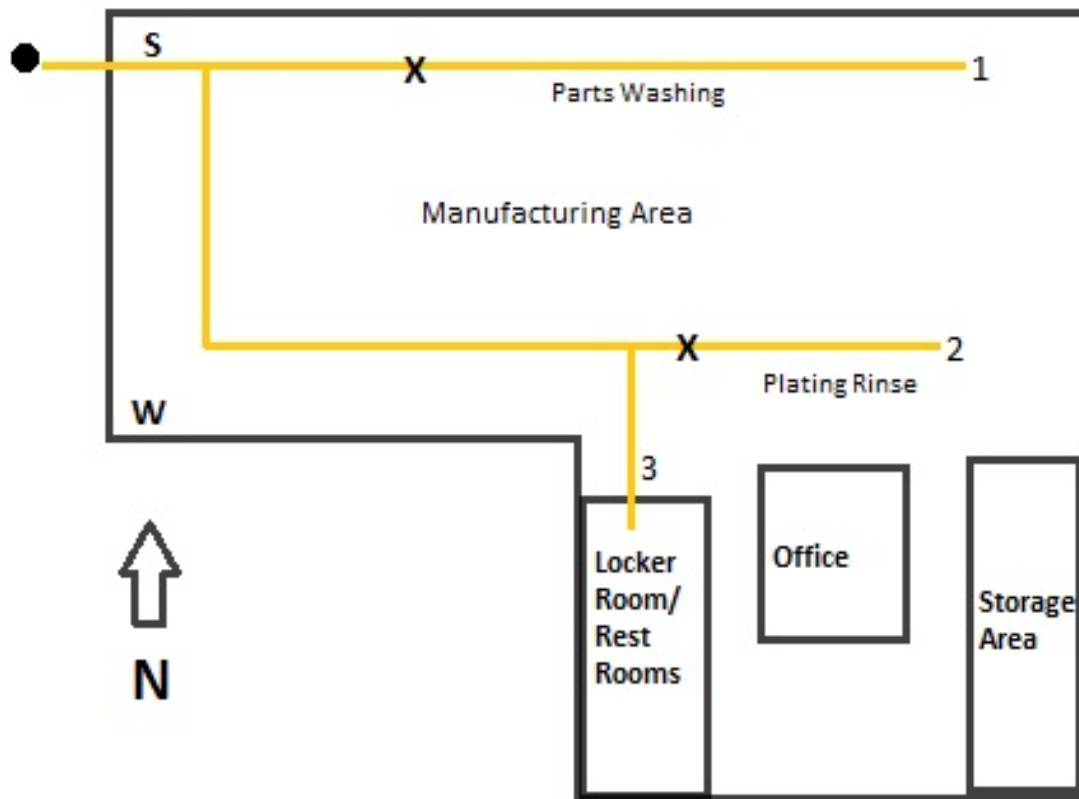 S
X
1
Parts Washing
Manufacturing Area
X
2
Plating Rinse
W
3
Locker
Room/
Rest
Rooms
Office
Storage
Area
N